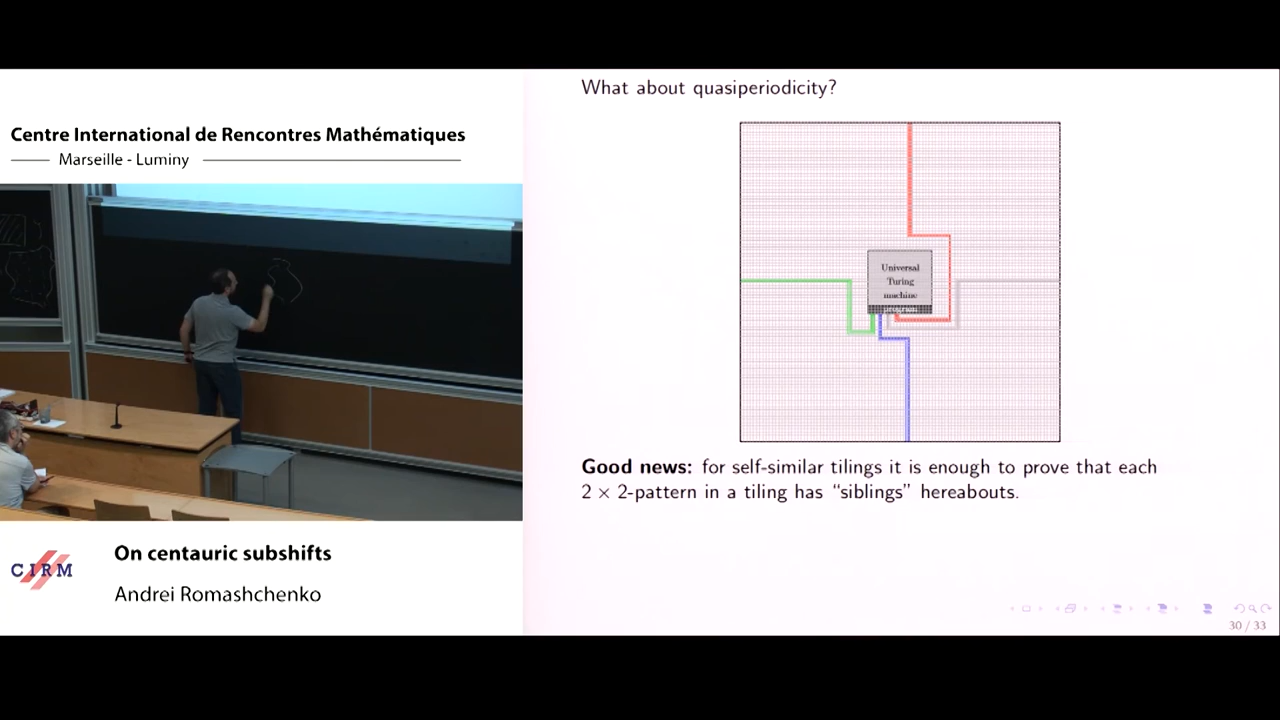 Centre International de Rencontres Mathématiques
Marseille - Luminy
What about quasiperiodicity?
Universal
Turing
machine
program
Good news: for self-similar tilings it is enough to prove that each
2 × 2-pattern in a tiling has “siblings” hereabouts.
On centauric subshifts
CIRM
Andrei Romashchenko
30 / 33